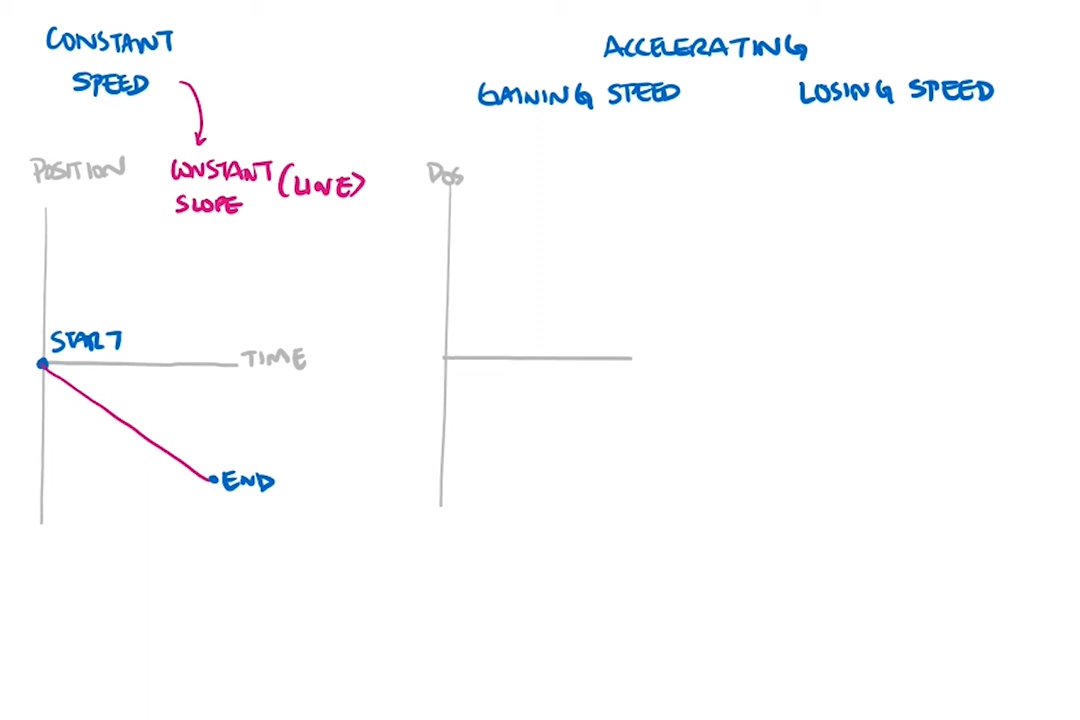 CONSTANT
SPEED
ACCELERATING
GAINING SPEED
LOSING SPEED
POSITION
CONSTANT (LINE)
SLOPE
POS
START
TIME
END